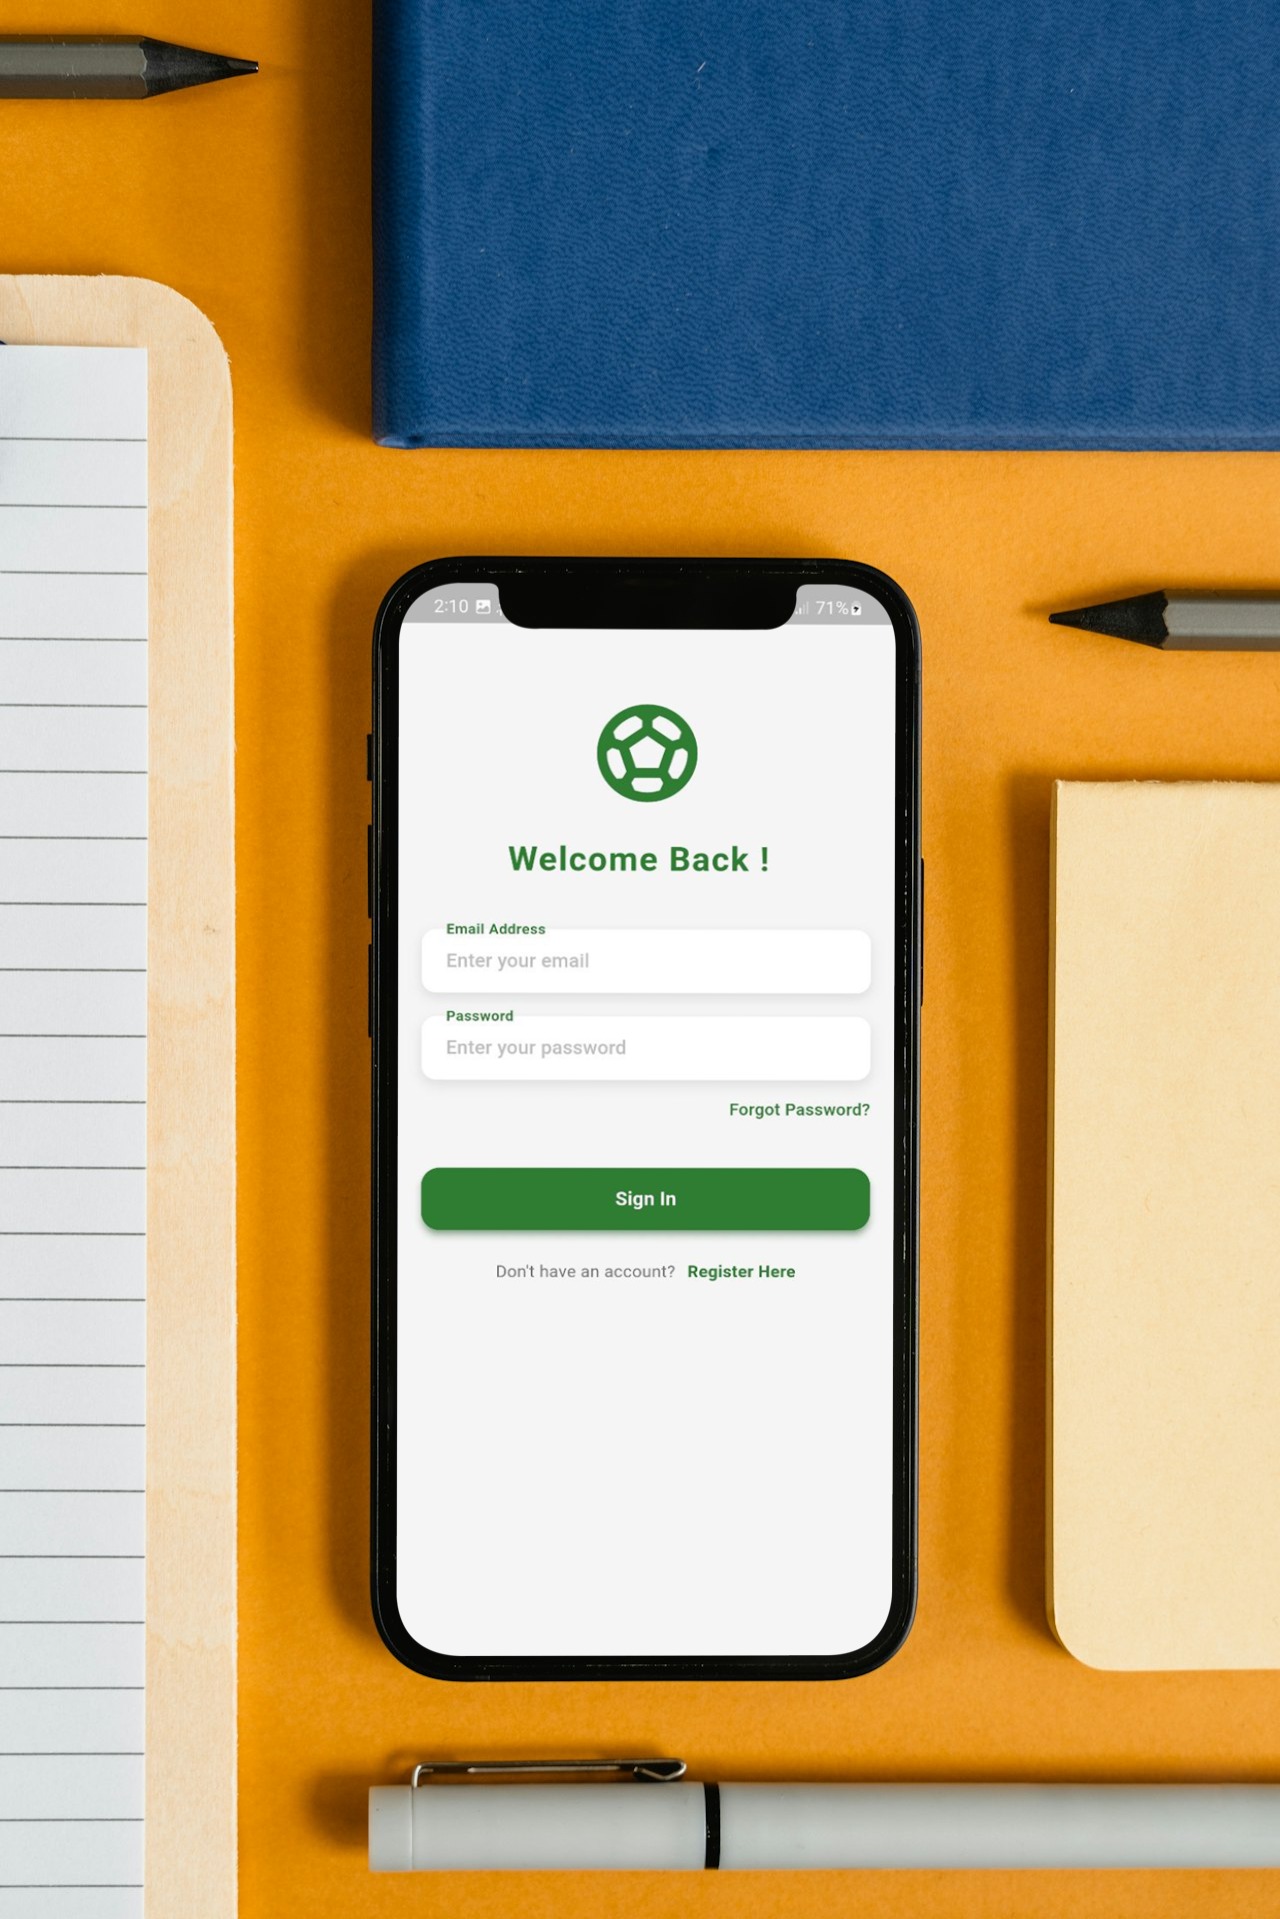 2:10 71%
Welcome Back !
Email Address
Enter your email
Password
Enter your password
Forgot Password?
Sign In
Don't have an account? Register Here